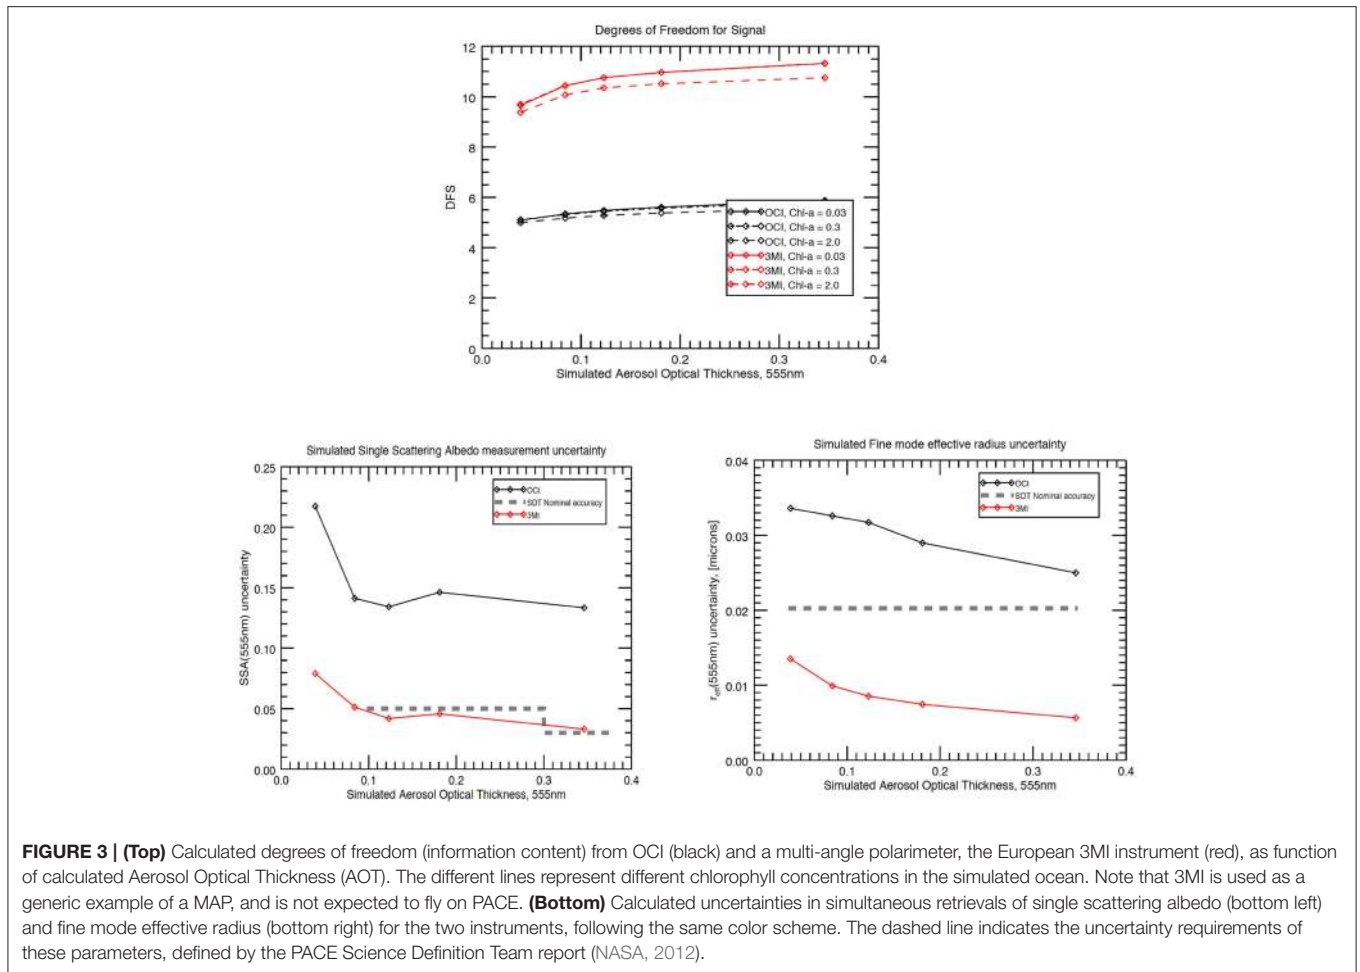 Degrees of Freedom for Signal
12
10
8
6
4
2
0
DFS
OCI, Chl-a = 0.03
OCI, Chl-a = 0.3
OCI, Chl-a = 2.0
3MI, Chl-a = 0.03
3MI, Chl-a = 0.3
3MI, Chl-a = 2.0
0.0 0.1 0.2 0.3 0.4
Simulated Aerosol Optical Thickness, 555nm
Simulated Single Scattering Albedo measurement uncertainty
0.25
0.20
0.15
0.10
0.05
0.00
SSA(555nm) uncertainty
OCI
SDT Nominal accuracy
3MI
0.0 0.1 0.2 0.3 0.4
Simulated Aerosol Optical Thickness, 555nm
Simulated Fine mode effective radius uncertainty
0.04
0.03
0.02
0.01
0.00
reff(555nm) uncertainty, [microns]
OCI
SDT Nominal accuracy
3MI
0.0 0.1 0.2 0.3 0.4
Simulated Aerosol Optical Thickness, 555nm
FIGURE 3 | (Top) Calculated degrees of freedom (information content) from OCI (black) and a multi-angle polarimeter, the European 3MI instrument (red), as function
of calculated Aerosol Optical Thickness (AOT). The different lines represent different chlorophyll concentrations in the simulated ocean. Note that 3MI is used as a
generic example of a MAP, and is not expected to fly on PACE. (Bottom) Calculated uncertainties in simultaneous retrievals of single scattering albedo (bottom left)
and fine mode effective radius (bottom right) for the two instruments, following the same color scheme. The dashed line indicates the uncertainty requirements of
these parameters, defined by the PACE Science Definition Team report (NASA, 2012).